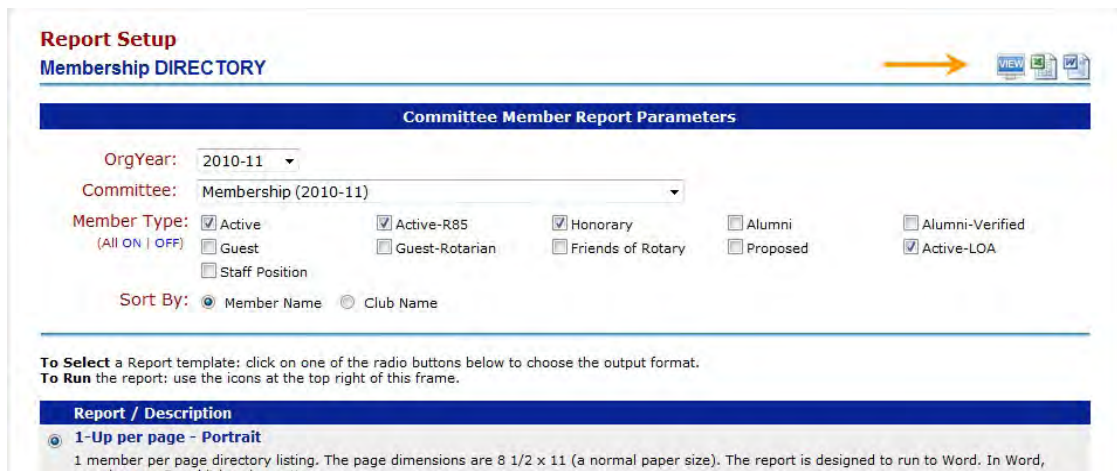 Report Setup
Membership DIRECTORY
VIEW
Committee Member Report Parameters
OrgYear: 2010-11
Committee: Membership (2010-11)
Member Type: Active Active-R85 Honorary Alumni Alumni-Verified
(All ON | OFF) Guest Guest-Rotarian Friends of Rotary Proposed Active-LOA
Staff Position
Sort By: Member Name Club Name
To Select a Report template: click on one of the radio buttons below to choose the output format.
To Run the report: use the icons at the top right of this frame.
Report / Description
1-Up per page - Portrait
1 member per page directory listing. The page dimensions are 8 1/2 x 11 (a normal paper size). The report is designed to run to Word. In Word,